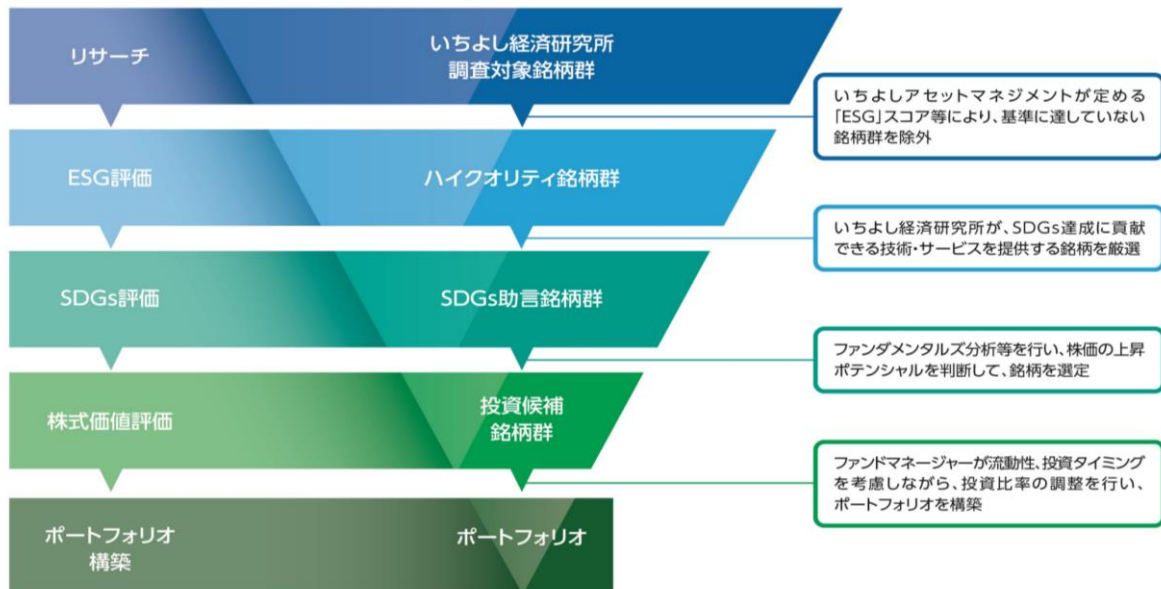 リサーチ
いちよし経済研究所
調査対象銘柄群
いちよしアセットマネジメントが定める
「ESG」スコア等により、基準に達していない
銘柄群を除外
ESG評価
ハイクオリティ銘柄群
いちよし経済研究所が、SDGs達成に貢献
できる技術・サービスを提供する銘柄を厳選
SDGs評価
SDGs助言銘柄群
ファンダメンタルズ分析等を行い、株価の上昇
ポテンシャルを判断して、銘柄を選定
株式価値評価
投資候補
銘柄群
ファンドマネージャーが流動性、投資タイミング
を考慮しながら、投資比率の調整を行い、
ポートフォリオを構築
ポートフォリオ
構築
ポートフォリオ